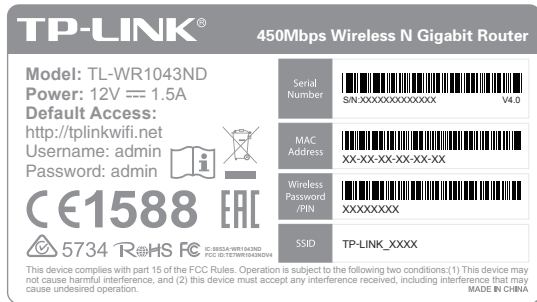 TP-LINK®
450Mbps Wireless N Gigabit Router
Model: TL-WR1043ND
Power: 12V ⎓ 1.5A
Default Access:
http://tplinkwifi.net
Username: admin
Password: admin
CE1588 EAC
5734 RoHS FC IC:8853A-WR1043ND
FCC ID:TE7WR1043NDV4
Serial
Number
S/N:XXXXXXXXXXXXX V4.0
MAC
Address
XX-XX-XX-XX-XX-XX
Wireless
Password
/PIN
XXXXXXXX
SSID
TP-LINK_XXXX
This device complies with part 15 of the FCC Rules. Operation is subject to the following two conditions:(1) This device may
not cause harmful interference, and (2) this device must accept any interference received, including interference that may
cause undesired operation.
MADE IN CHINA